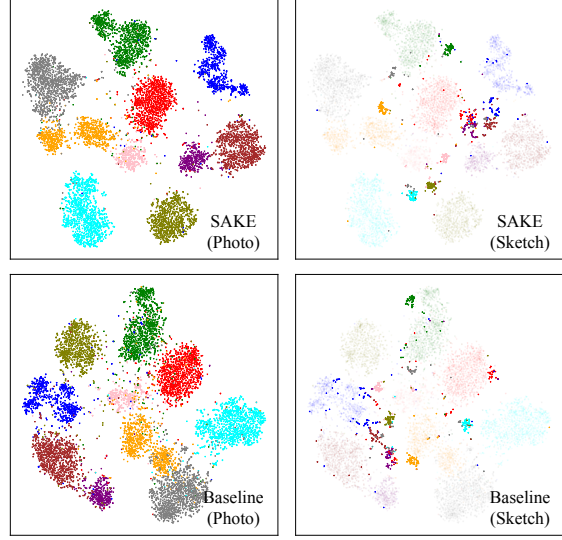 SAKE
(Photo)
SAKE
(Sketch)
Baseline
(Photo)
Baseline
(Sketch)